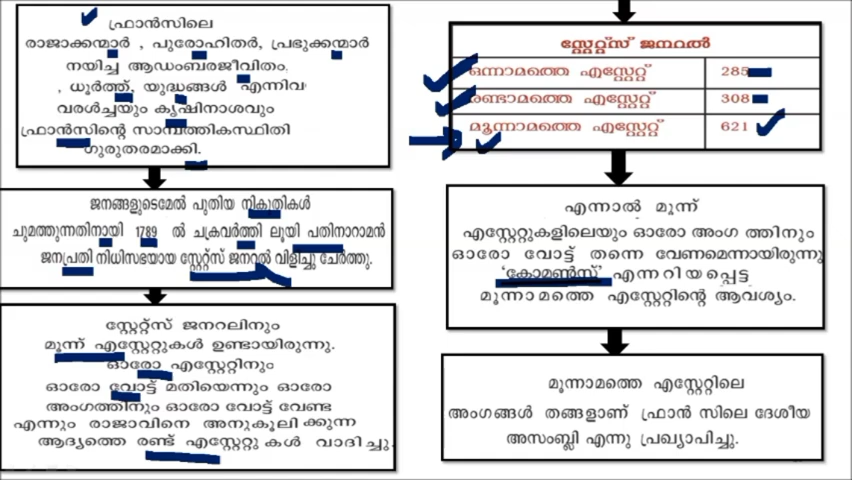 ഫ്രാൻസിലെ
രാജാക്കന്മാർ , പുരോഹിതർ, പ്രഭുക്കന്മാർ
നയിച്ച ആഡംബരജീവിതം,
, ധൂർത്ത്, യുദ്ധങ്ങൾ എന്നിവ
വരൾച്ചയും കൃഷിനാശവും
ഫ്രാൻസിന്റെ സാമ്പത്തികസ്ഥിതി
ഗുരുതരമാക്കി.
ജനങ്ങളുടെമേൽ പുതിയ നികുതികൾ
ചുമത്തുന്നതിനായി 1789 ൽ ചക്രവർത്തി ലൂയി പതിനാറാമൻ
ജനപ്രതി നിധിസഭയായ സ്റ്റേറ്റ്സ് ജനറൽ വിളിച്ചു ചേർത്തു.
സ്റ്റേറ്റ്സ് ജനറലിനും
മൂന്ന് എസ്റ്റേറ്റുകൾ ഉണ്ടായിരുന്നു.
ഓരോ എസ്റ്റേറ്റിനും
ഓരോ വോട്ട് മതിയെന്നും ഓരോ
അംഗത്തിനും ഓരോ വോട്ട് വേണ്ട
എന്നും രാജാവിനെ അനുകൂലി ക്കുന്ന
ആദ്യത്തെ രണ്ട് എസ്റ്റേറ്റു കൾ വാദിച്ചു.
സ്റ്റേറ്റ്സ് ജനറൽ
ഒന്നാമത്തെ എസ്റ്റേറ്റ് 285
രണ്ടാമത്തെ എസ്റ്റേറ്റ് 308
മൂന്നാമത്തെ എസ്റ്റേറ്റ് 621
എന്നാൽ മൂന്ന്
എസ്റ്റേറ്റുകളിലെയും ഓരോ അംഗ ത്തിനും
ഓരോ വോട്ട് തന്നെ വേണമെന്നായിരുന്നു
'കോമൺസ്' എന്നറിയപ്പെട്ട
മൂന്നാമത്തെ എസ്റ്റേറ്റിന്റെ ആവശ്യം.
മൂന്നാമത്തെ എസ്റ്റേറ്റിലെ
അംഗങ്ങൾ തങ്ങളാണ് ഫ്രാൻ സിലെ ദേശീയ
അസംബ്ലി എന്നു പ്രഖ്യാപിച്ചു.